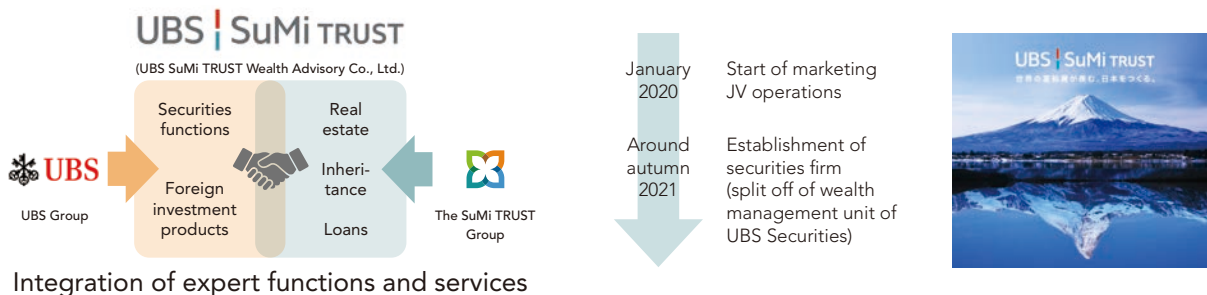 UBS SuMi TRUST
(UBS SuMi TRUST Wealth Advisory Co., Ltd.)
Securities
functions
Foreign
investment
products
Real
estate
Inheri-
tance
Loans
UBS
UBS Group
The SuMi TRUST
Group
Integration of expert functions and services
January
2020
Start of marketing
JV operations
Around
autumn
2021
Establishment of
securities firm
(split off of wealth
management unit of
UBS Securities)
UBS SuMi TRUST